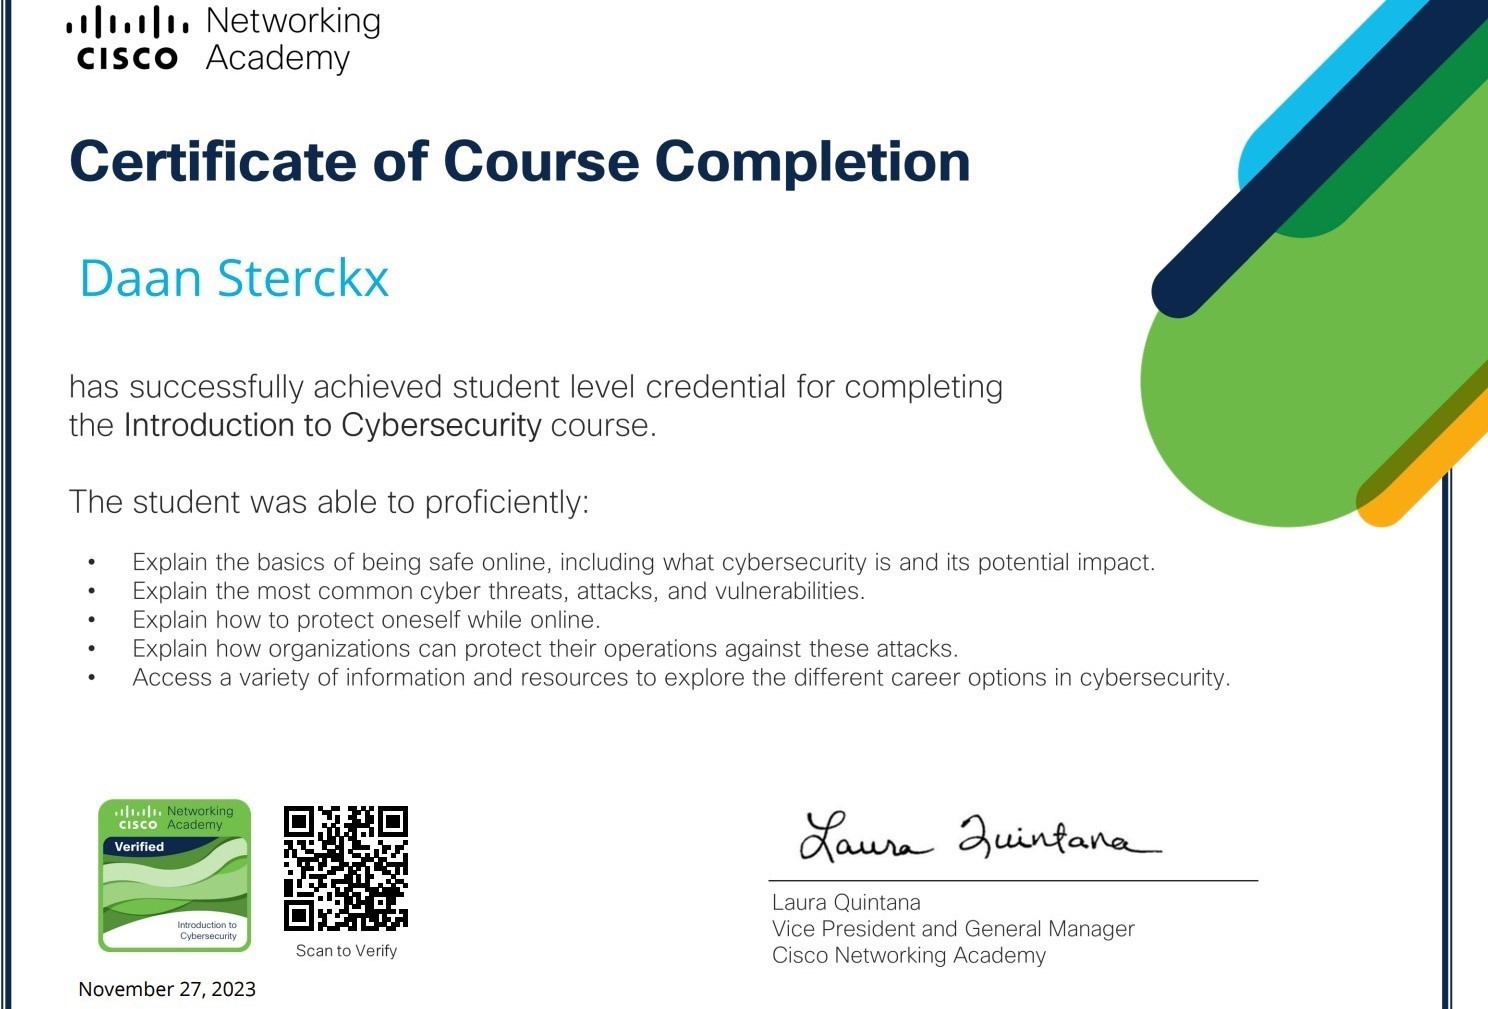 Networking
CISCO Academy
Certificate of Course Completion
Daan Sterckx
has successfully achieved student level credential for completing
the Introduction to Cybersecurity course.
The student was able to proficiently:
• Explain the basics of being safe online, including what cybersecurity is and its potential impact.
• Explain the most common cyber threats, attacks, and vulnerabilities.
• Explain how to protect oneself while online.
• Explain how organizations can protect their operations against these attacks.
• Access a variety of information and resources to explore the different career options in cybersecurity.
Networking
CISCO Academy
Verified
Introduction to
Cybersecurity
Scan to Verify
November 27, 2023
Laura Quintana
Laura Quintana
Vice President and General Manager
Cisco Networking Academy